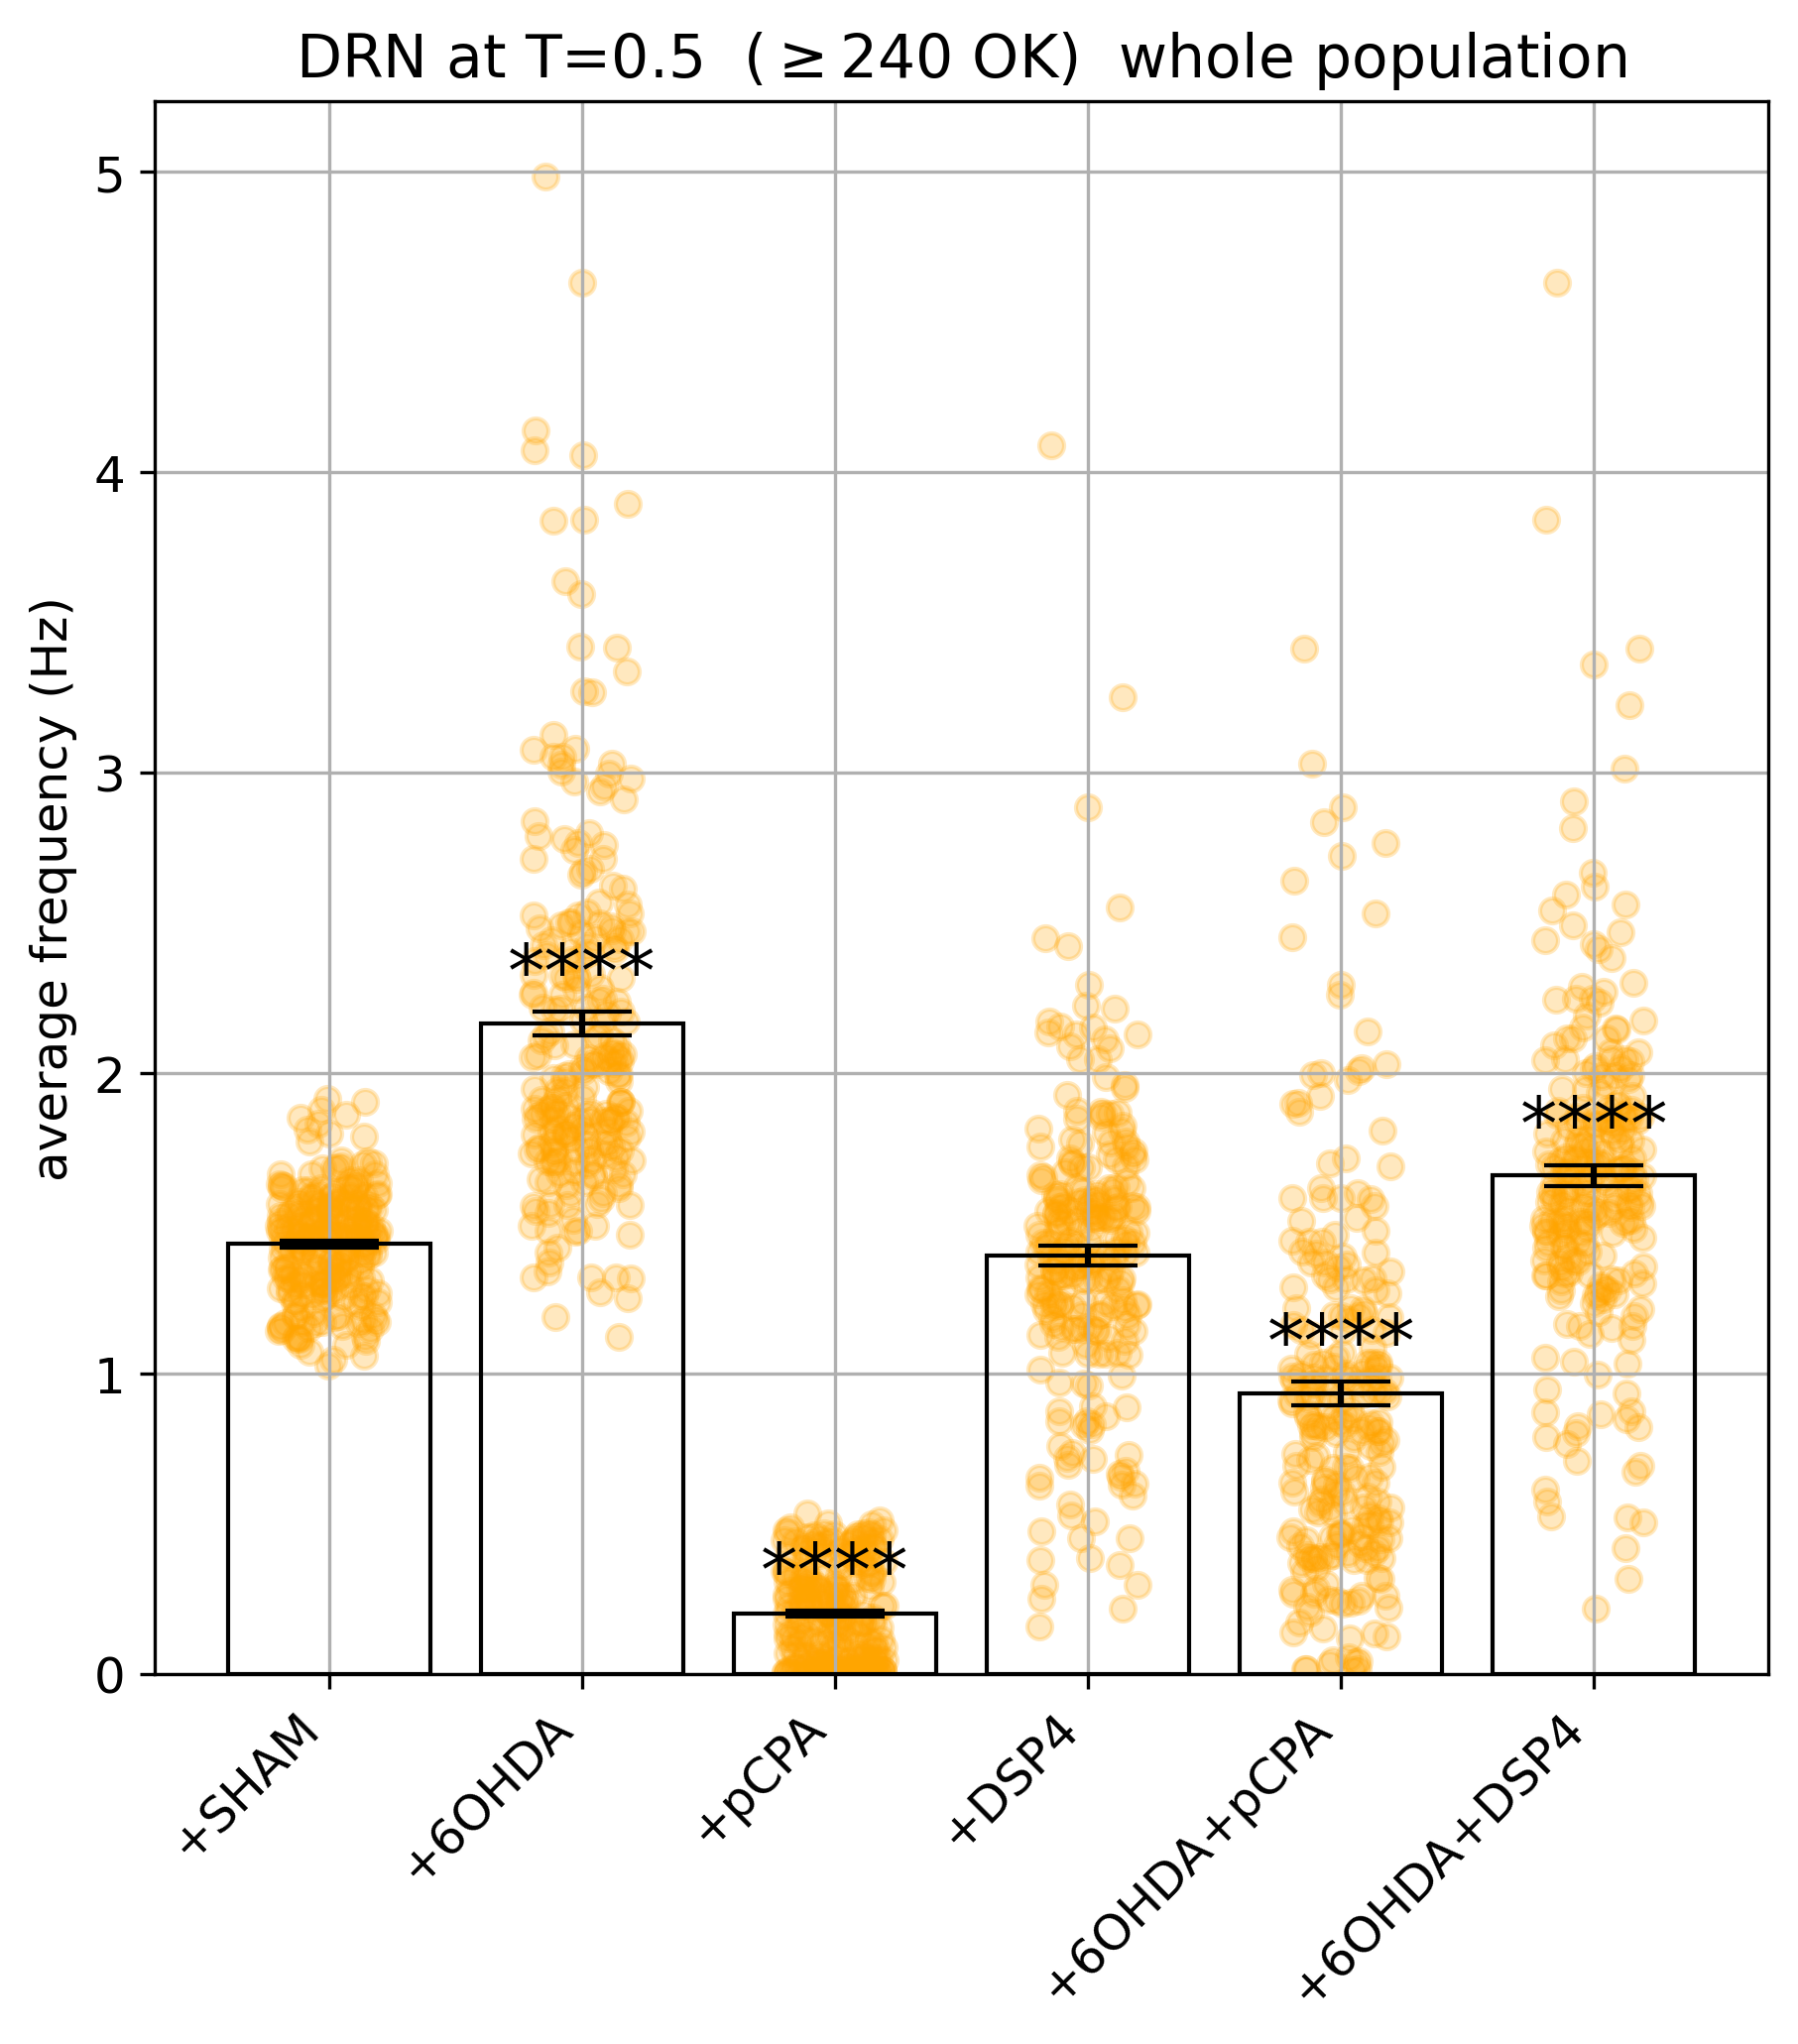 DRN at T=0.5 (≥240 OK) whole population
average frequency (Hz)
5
4
3
2
1
0
****
****
****
****
****
+SHAM
+6OHDA
+pCPA
+DSP4
+6OHDA+pCPA
+6OHDA+DSP4